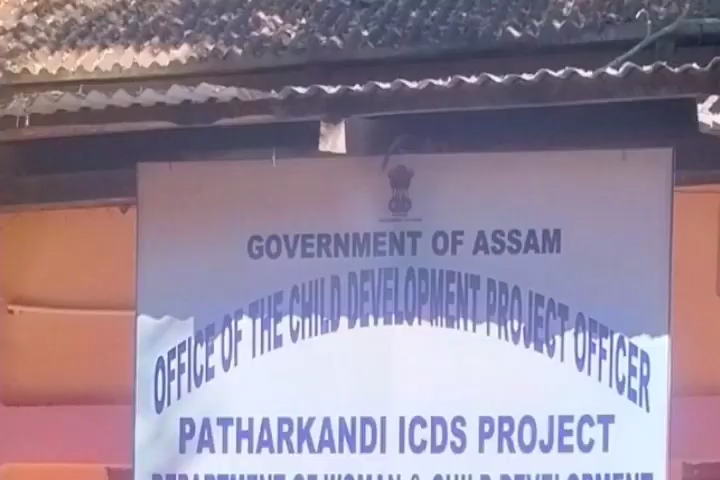 GOVERNMENT OF ASSAM
OFFICE OF THE CHILD DEVELOPMENT PROJECT OFFICER
PATHARKANDI ICDS PROJECT
DEPARTMENT OF WOMAN & CHILD DEVELOPMENT